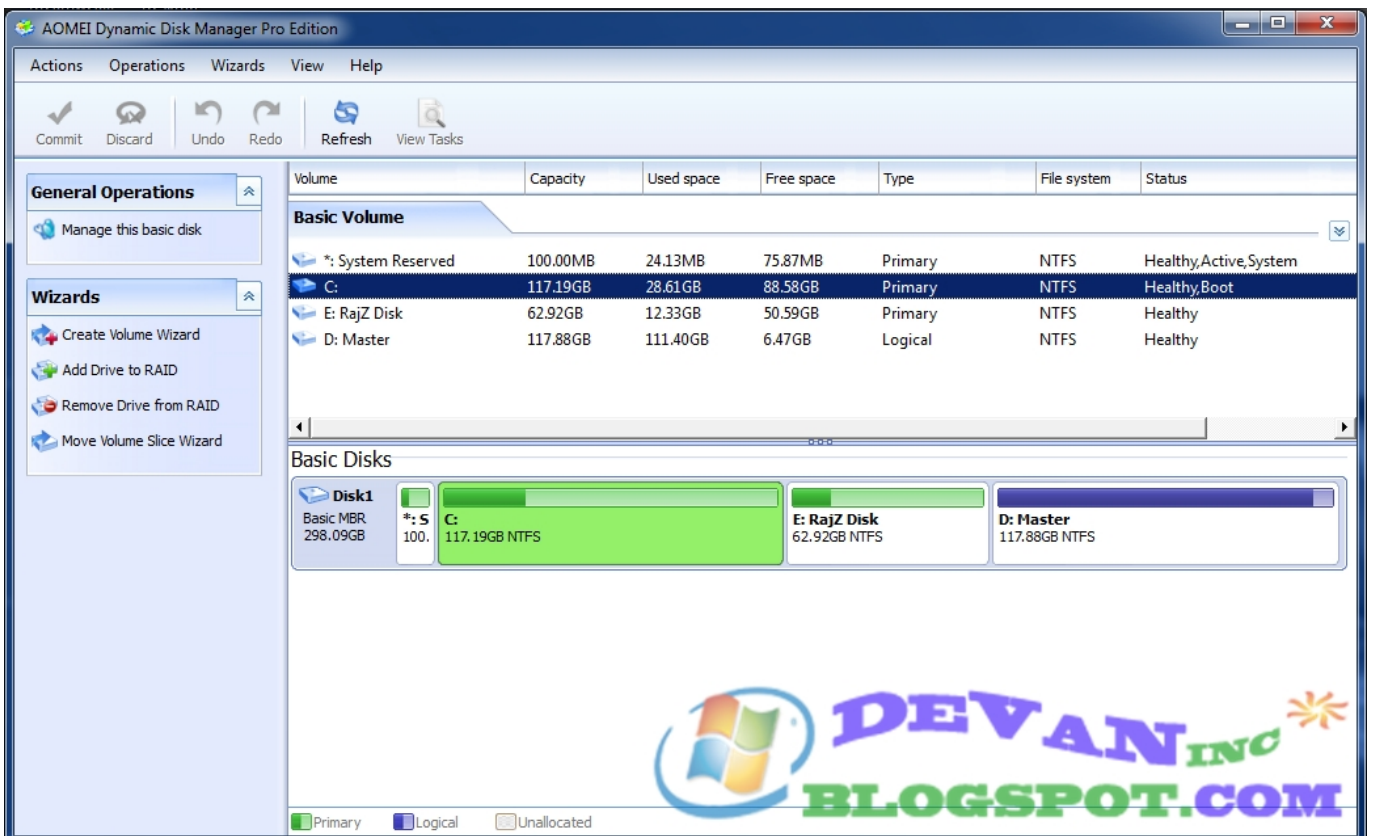 AOMEI Dynamic Disk Manager Pro Edition
Actions Operations Wizards View Help
Commit Discard Undo Redo Refresh View Tasks
General Operations
Manage this basic disk
Wizards
Create Volume Wizard
Add Drive to RAID
Remove Drive from RAID
Move Volume Slice Wizard
Volume Capacity Used space Free space Type File system Status
Basic Volume
*: System Reserved 100.00MB 24.13MB 75.87MB Primary NTFS Healthy,Active,System
C: 117.19GB 28.61GB 88.58GB Primary NTFS Healthy,Boot
E: RajZ Disk 62.92GB 12.33GB 50.59GB Primary NTFS Healthy
D: Master 117.88GB 111.40GB 6.47GB Logical NTFS Healthy
Basic Disks
Disk1
Basic MBR
298.09GB
*: S
100.
C:
117.19GB NTFS
E: RajZ Disk
62.92GB NTFS
D: Master
117.88GB NTFS
DEVAN INC
BLOGSPOT.COM
Primary Logical Unallocated